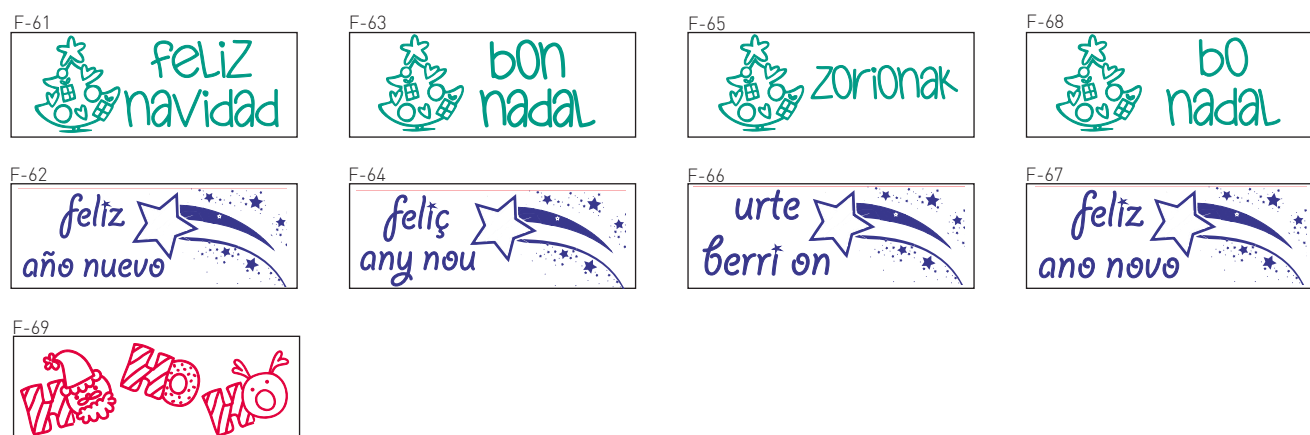 F-61
feliz
navidad
F-63
bon
nadal
F-65
zorionak
F-68
bo
nadal
F-62
feliz
año nuevo
F-64
feliç
any nou
F-66
urte
berri on
F-67
feliz
ano novo
F-69
HO HO HO